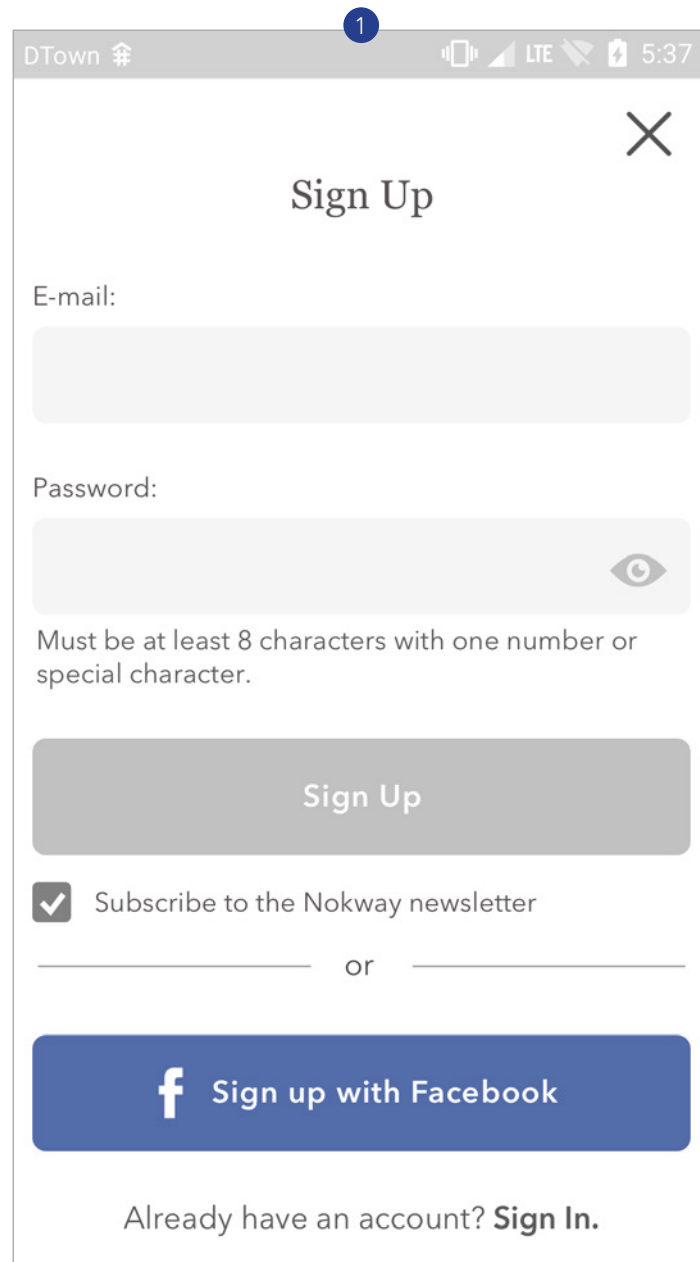 1
DTown LTE 5:37
Sign Up
E-mail:
Password:
Must be at least 8 characters with one number or
special character.
Sign Up
Subscribe to the Nokway newsletter
or
f Sign up with Facebook
Already have an account? Sign In.